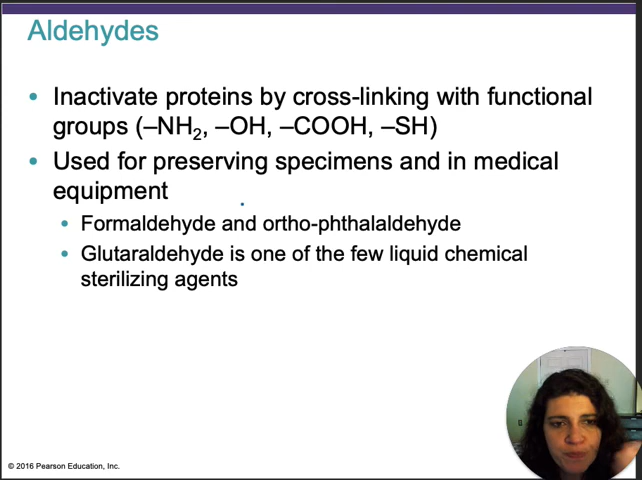 Aldehydes
• Inactivate proteins by cross-linking with functional
groups (–NH₂, –OH, –COOH, –SH)
• Used for preserving specimens and in medical
equipment
• Formaldehyde and ortho-phthalaldehyde
• Glutaraldehyde is one of the few liquid chemical
sterilizing agents
© 2016 Pearson Education, Inc.